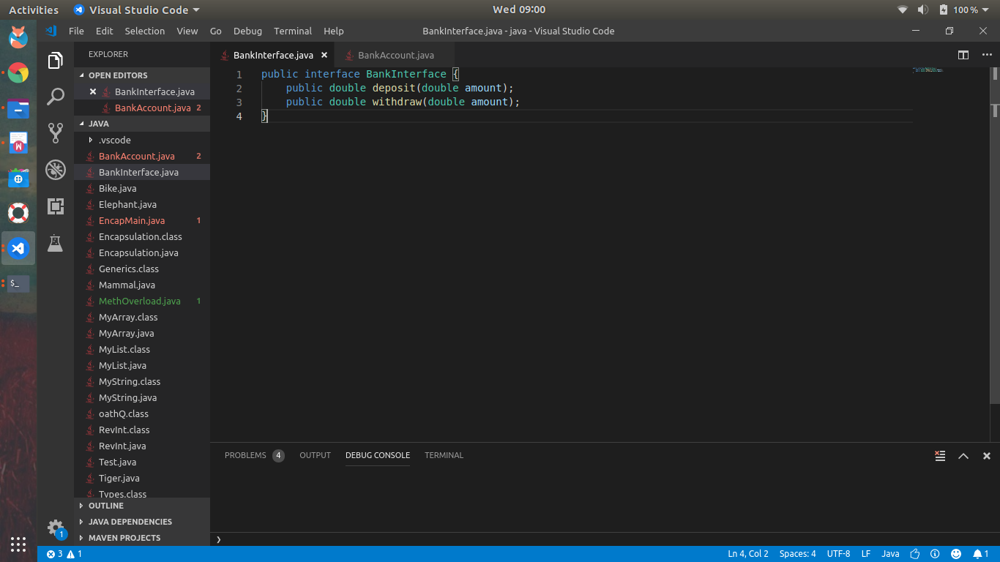 Activities Visual Studio Code Wed 09:00 100 %
File Edit Selection View Go Debug Terminal Help BankInterface.java - java - Visual Studio Code
EXPLORER
OPEN EDITORS
BankInterface.java
BankAccount.java 2
JAVA
.vscode
BankAccount.java 2
BankInterface.java
Bike.java
Elephant.java
EncapMain.java 1
Encapsulation.class
Encapsulation.java
Generics.class
Mammal.java
MethOverload.java 1
MyArray.class
MyArray.java
MyList.class
MyList.java
MyString.class
MyString.java
oathQ.class
RevInt.class
RevInt.java
Test.java
Tiger.java
Types.class
OUTLINE
JAVA DEPENDENCIES
MAVEN PROJECTS
BankInterface.java BankAccount.java
1 public interface BankInterface {
2 public double deposit(double amount);
3 public double withdraw(double amount);
4 }
PROBLEMS 4 OUTPUT DEBUG CONSOLE TERMINAL
W
$_
1
3 1 Ln 4, Col 2 Spaces: 4 UTF-8 LF Java 1